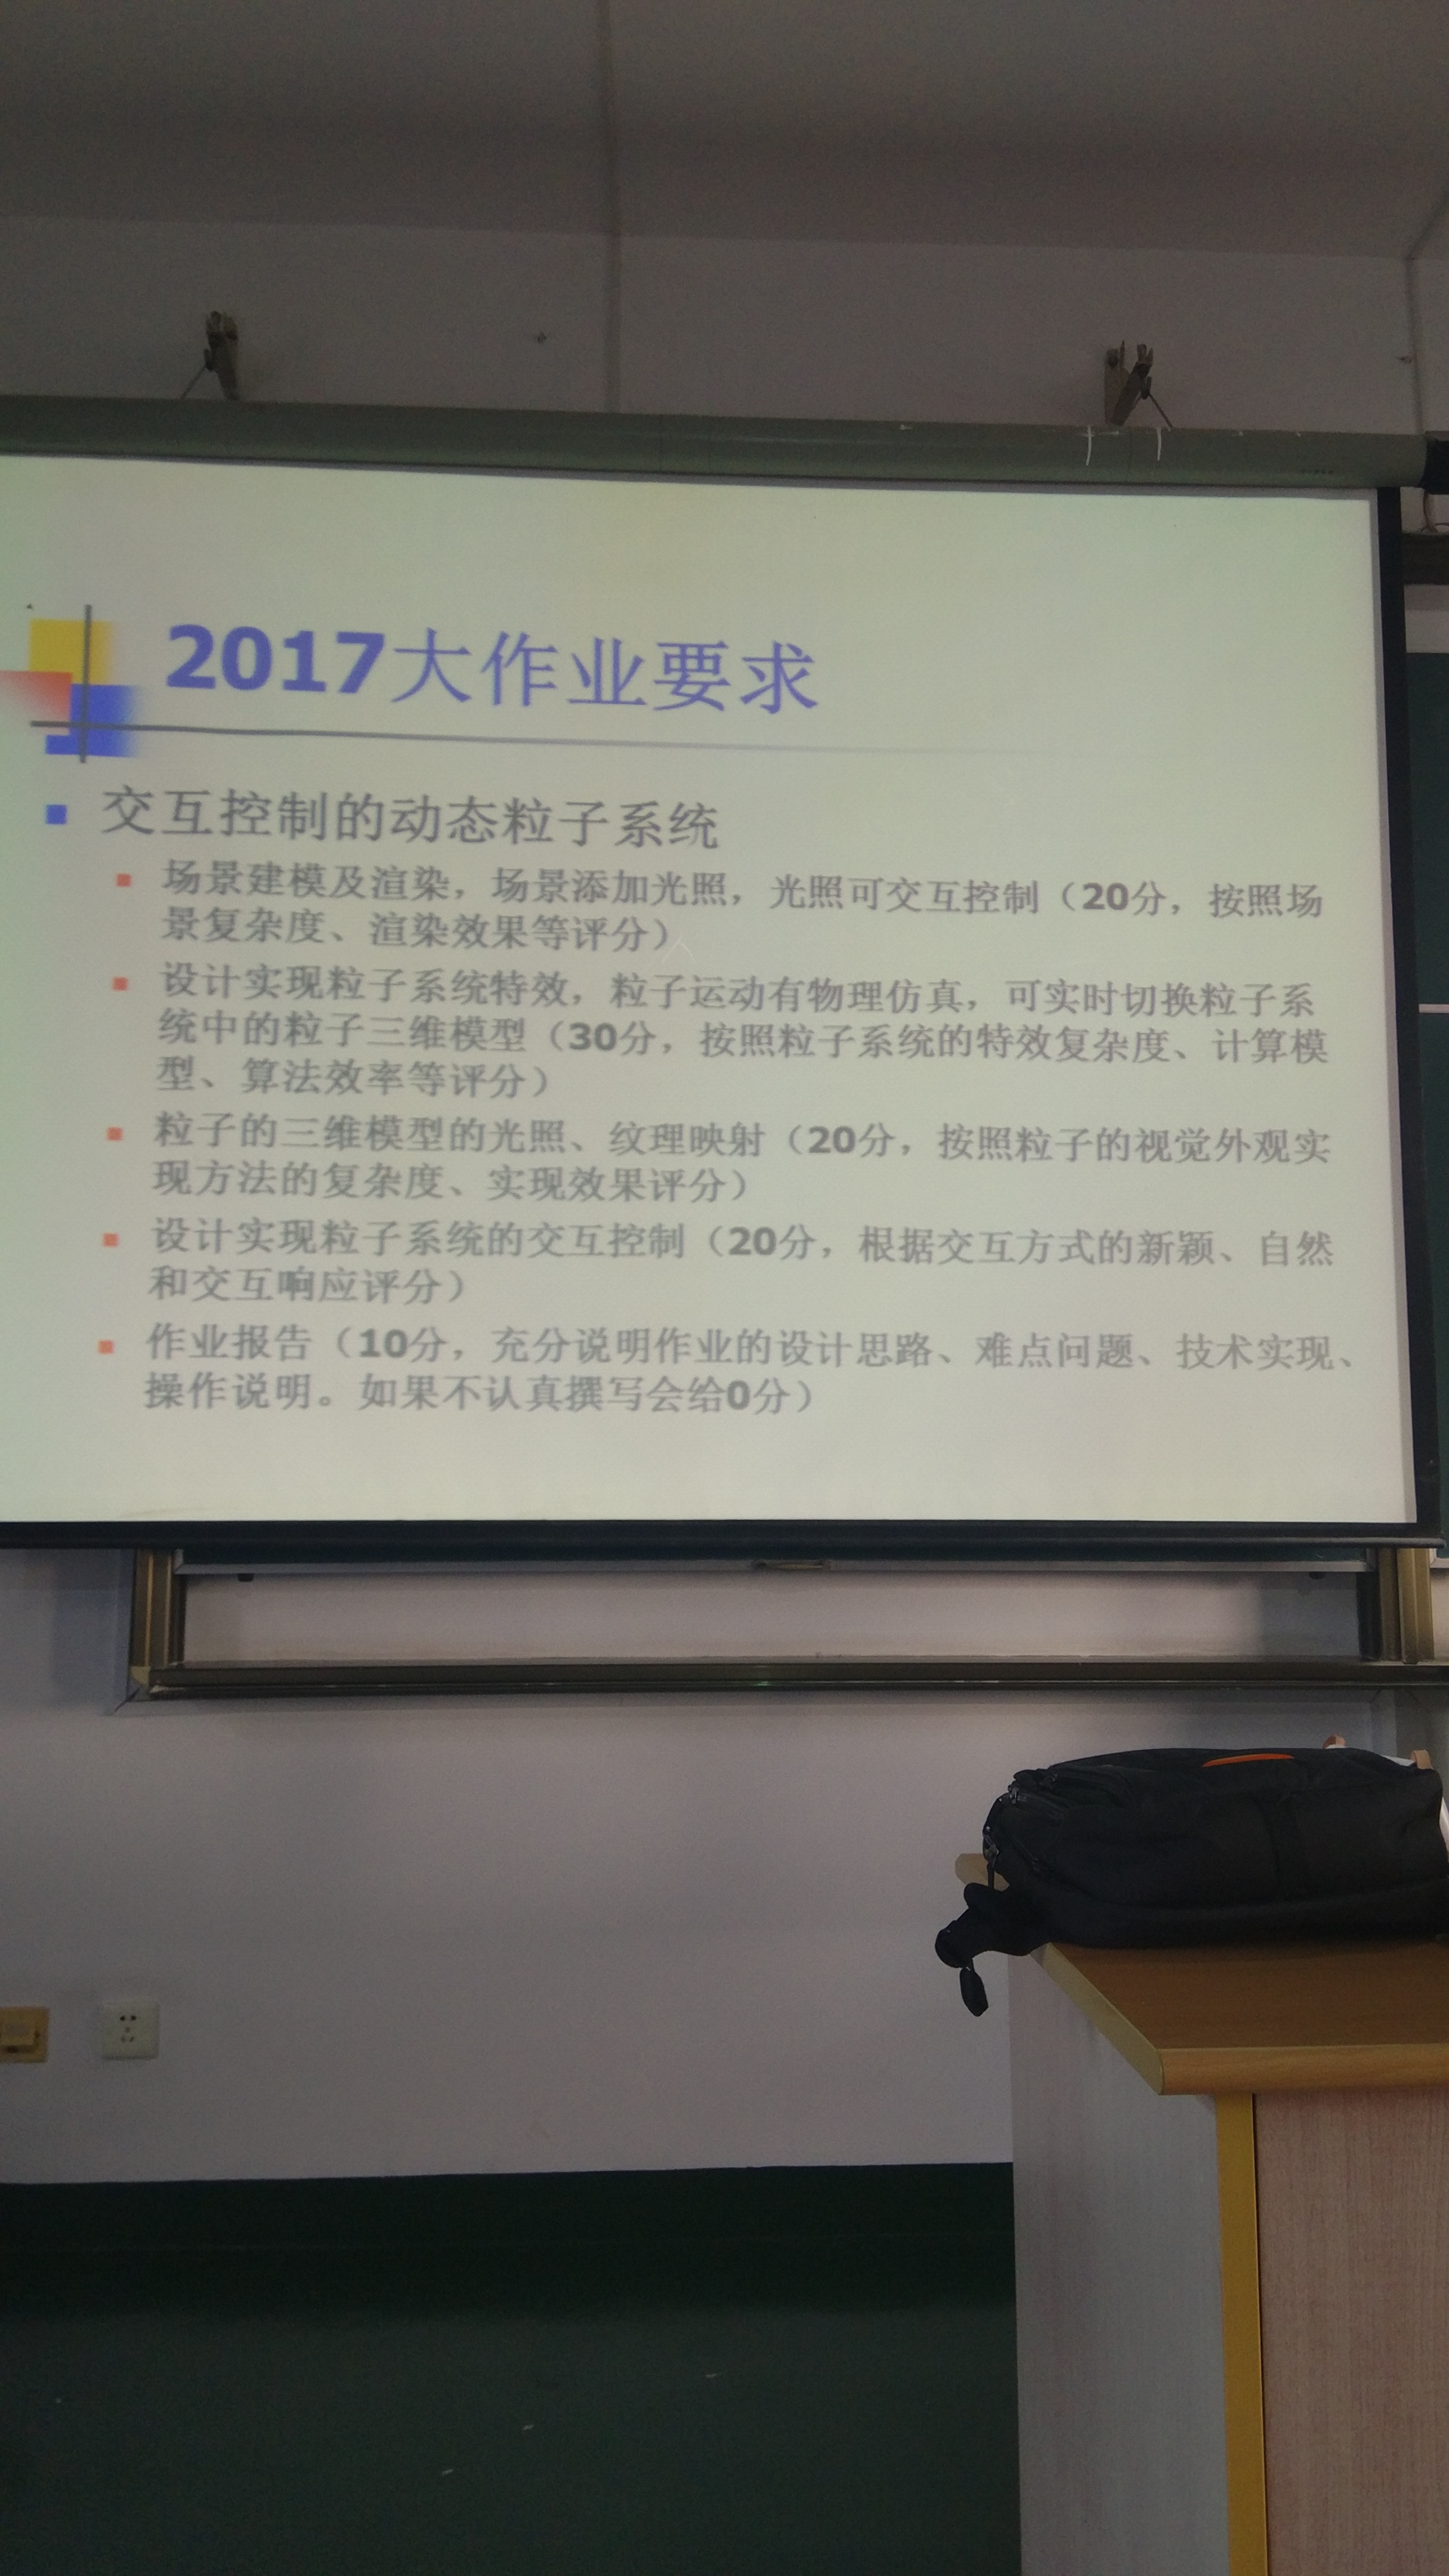 2017大作业要求
交互控制的动态粒子系统
场景建模及渲染，场景添加光照，光照可交互控制（20分，按照场
景复杂度、渲染效果等评分）
设计实现粒子系统特效，粒子运动有物理仿真，可实时切换粒子系
统中的粒子三维模型（30分，按照粒子系统的特效复杂度、计算模
型、算法效率等评分）
粒子的三维模型的光照、纹理映射（20分，按照粒子的视觉外观实
现方法的复杂度、实现效果评分）
设计实现粒子系统的交互控制（20分，根据交互方式的新颖、自然
和交互响应评分）
作业报告（10分，充分说明作业的设计思路、难点问题、技术实现、
操作说明。如果不认真撰写会给0分）